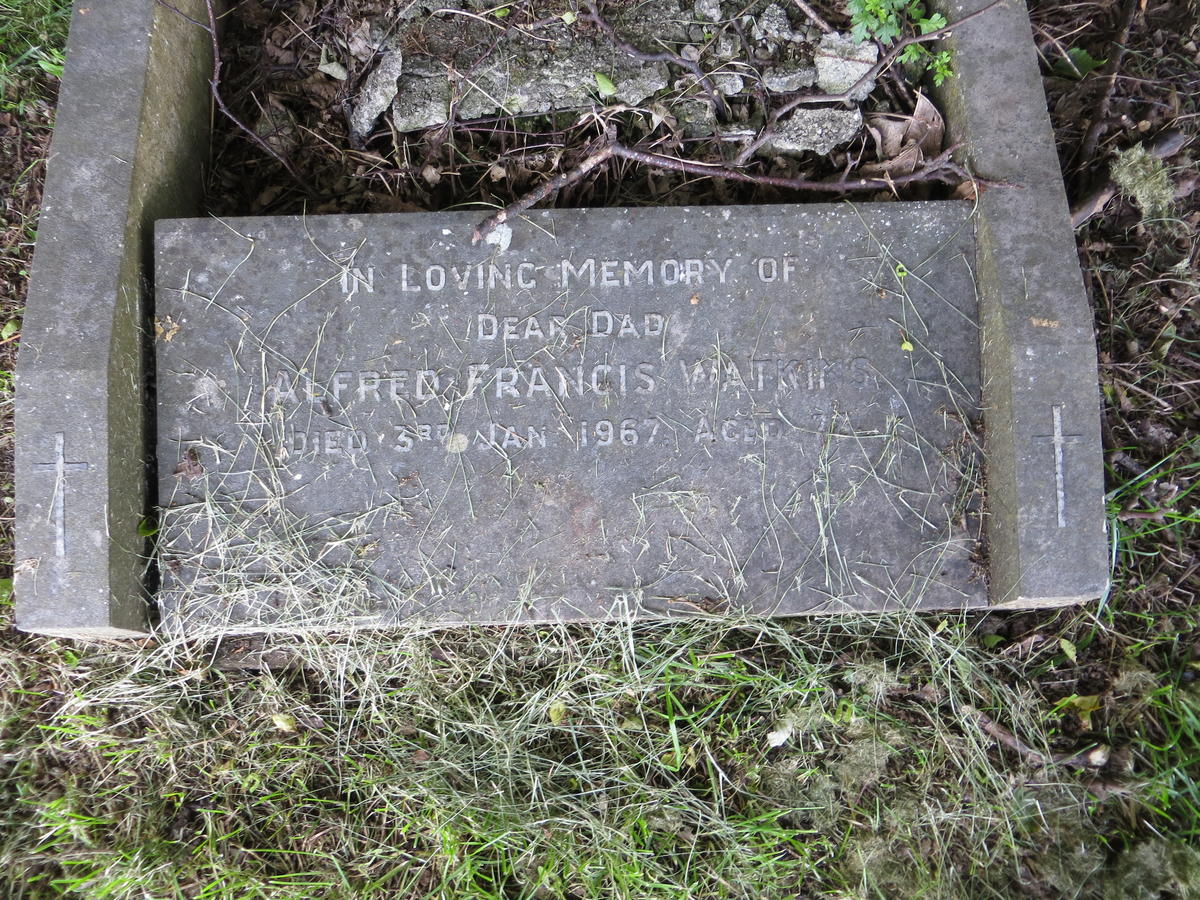 IN LOVING MEMORY OF
DEAR DAD
ALFRED FRANCIS WATKINS
DIED 3RD JAN 1967. AGED